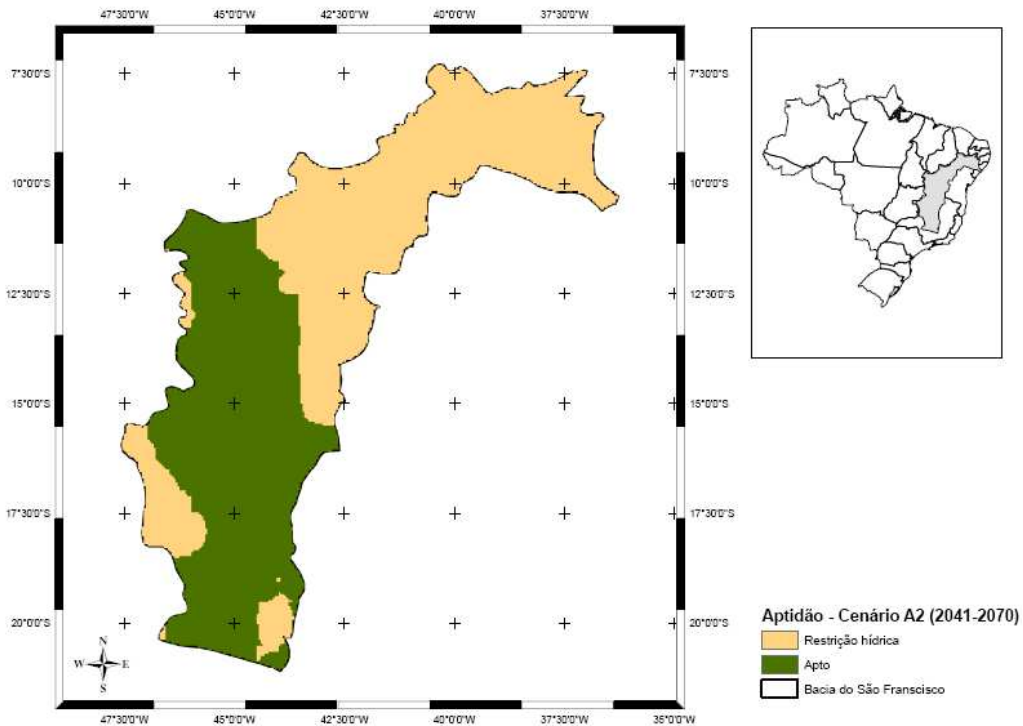 47°30'0"W 45°0'0"W 42°30'0"W 40°0'0"W 37°30'0"W
7°30'0"S 7°30'0"S
10°0'0"S 10°0'0"S
12°30'0"S 12°30'0"S
15°0'0"S 15°0'0"S
17°30'0"S 17°30'0"S
20°0'0"S 20°0'0"S
N
W E
S
47°30'0"W 45°0'0"W 42°30'0"W 40°0'0"W 37°30'0"W 35°0'0"W
Aptidão - Cenário A2 (2041-2070)
Restrição hídrica
Apto
Bacia do São Franscisco